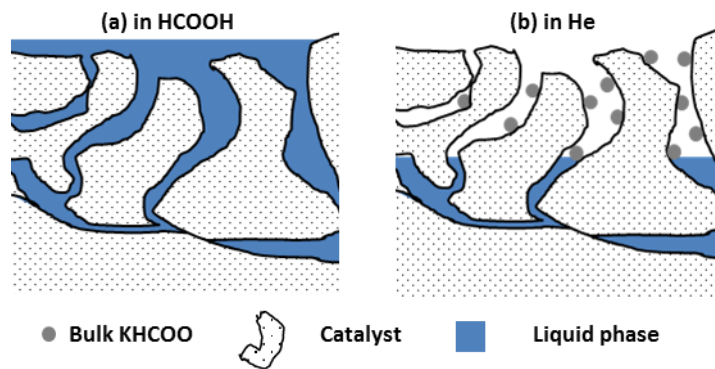 (a) in HCOOH
(b) in He
Bulk KHCOO
Catalyst
Liquid phase